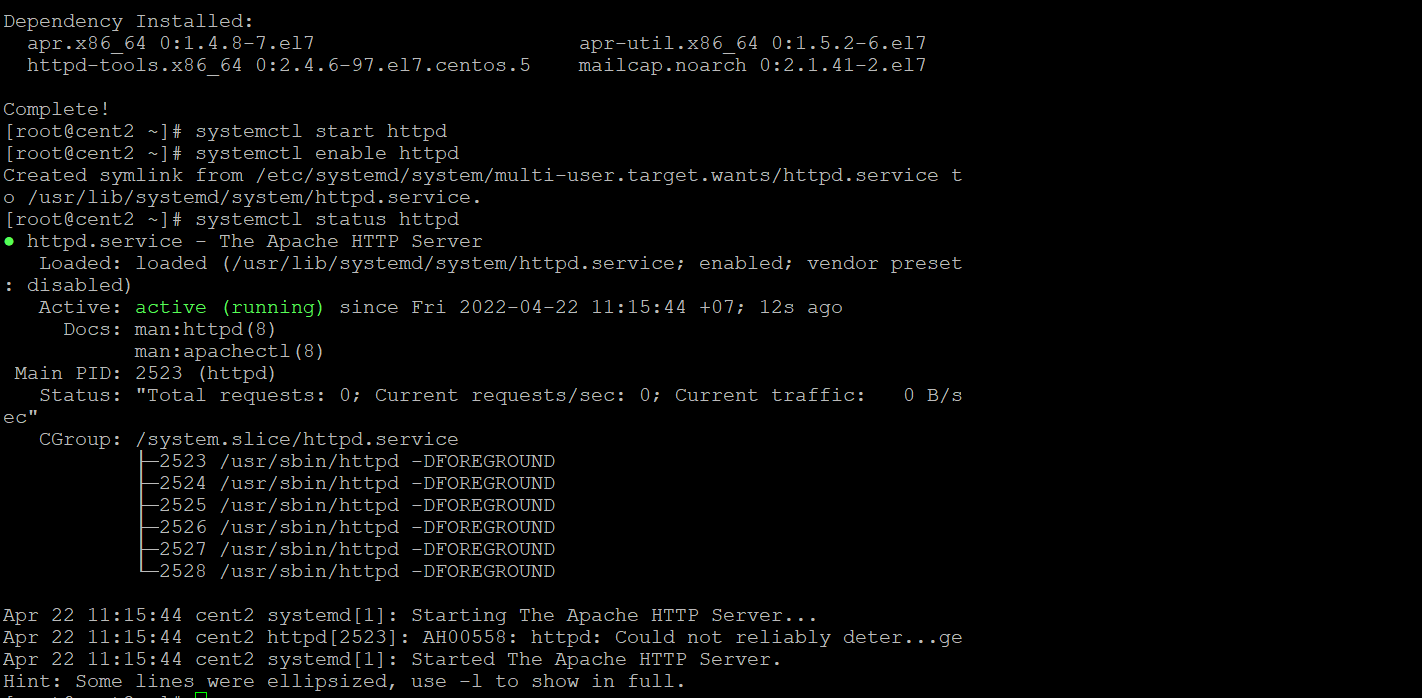 Dependency Installed:
  apr.x86_64 0:1.4.8-7.el7                      apr-util.x86_64 0:1.5.2-6.el7
  httpd-tools.x86_64 0:2.4.6-97.el7.centos.5    mailcap.noarch 0:2.1.41-2.el7
Complete!
[root@cent2 ~]# systemctl start httpd
[root@cent2 ~]# systemctl enable httpd
Created symlink from /etc/systemd/system/multi-user.target.wants/httpd.service t
o /usr/lib/systemd/system/httpd.service.
[root@cent2 ~]# systemctl status httpd
● httpd.service - The Apache HTTP Server
   Loaded: loaded (/usr/lib/systemd/system/httpd.service; enabled; vendor preset
: disabled)
   Active: active (running) since Fri 2022-04-22 11:15:44 +07; 12s ago
     Docs: man:httpd(8)
           man:apachectl(8)
 Main PID: 2523 (httpd)
   Status: "Total requests: 0; Current requests/sec: 0; Current traffic:   0 B/s
ec"
   CGroup: /system.slice/httpd.service
           ├─2523 /usr/sbin/httpd -DFOREGROUND
           ├─2524 /usr/sbin/httpd -DFOREGROUND
           ├─2525 /usr/sbin/httpd -DFOREGROUND
           ├─2526 /usr/sbin/httpd -DFOREGROUND
           ├─2527 /usr/sbin/httpd -DFOREGROUND
           └─2528 /usr/sbin/httpd -DFOREGROUND
Apr 22 11:15:44 cent2 systemd[1]: Starting The Apache HTTP Server...
Apr 22 11:15:44 cent2 httpd[2523]: AH00558: httpd: Could not reliably deter...ge
Apr 22 11:15:44 cent2 systemd[1]: Started The Apache HTTP Server.
Hint: Some lines were ellipsized, use -l to show in full.